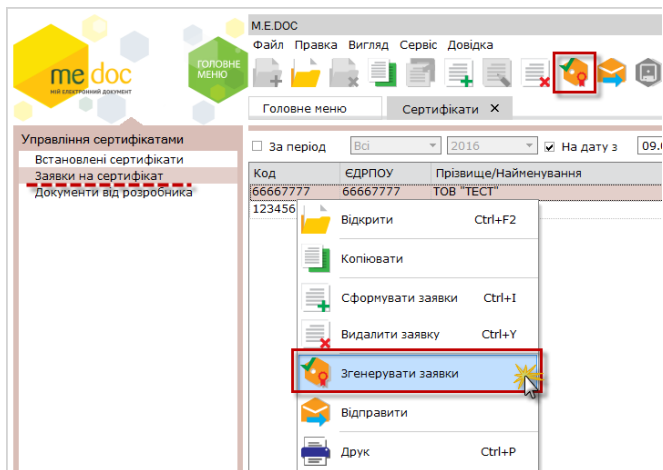 M.E.DOC
Файл Правка Вигляд Сервіс Довідка
ГОЛОВНЕ
МЕНЮ
me doc
МІЙ ЕЛЕКТРОННИЙ ДОКУМЕНТ
Головне меню Сертифікати X
Управління сертифікатами
Встановлені сертифікати
Заявки на сертифікат
Документи від розробника
За період Всі 2016 На дату з 09.0
Код ЄДРПОУ Прізвище/Найменування
66667777 66667777 ТОВ "ТЕСТ"
123456
Відкрити Ctrl+F2
Копіювати
Сформувати заявки Ctrl+I
Видалити заявку Ctrl+Y
Згенерувати заявки
Відправити
Друк Ctrl+P